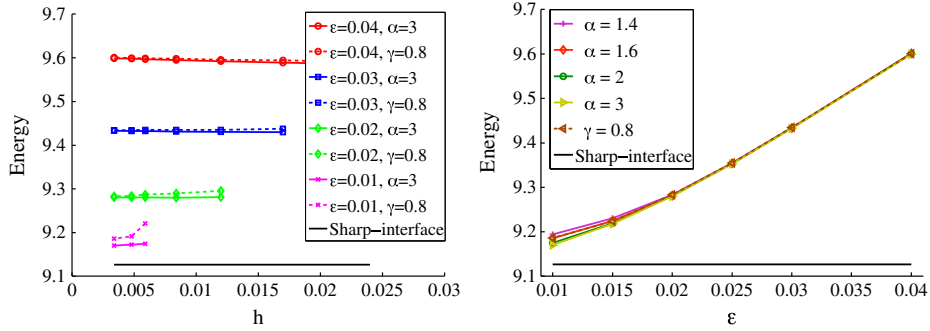 9.7
9.6
9.5
9.4
9.3
9.2
9.1
Energy
0
0.005
0.01
0.015
0.02
0.025
0.03
h
ε=0.04, α=3
ε=0.04, γ=0.8
ε=0.03, α=3
ε=0.03, γ=0.8
ε=0.02, α=3
ε=0.02, γ=0.8
ε=0.01, α=3
ε=0.01, γ=0.8
Sharp−interface
9.7
9.6
9.5
9.4
9.3
9.2
9.1
Energy
0.01
0.015
0.02
0.025
0.03
0.035
0.04
ε
α = 1.4
α = 1.6
α = 2
α = 3
γ = 0.8
Sharp−interface